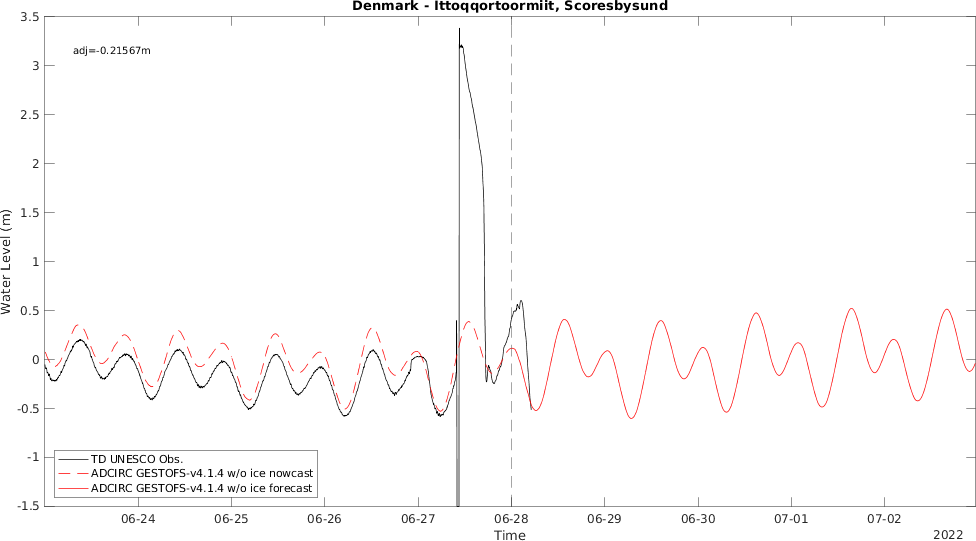 Denmark - Ittoqqortoormiit, Scoresbysund
adj=-0.21567m
3.5
3
2.5
2
1.5
1
0.5
0
-0.5
-1
-1.5
Water Level (m)
TD UNESCO Obs.
ADCIRC GESTOFS-v4.1.4 w/o ice nowcast
ADCIRC GESTOFS-v4.1.4 w/o ice forecast
06-24 06-25 06-26 06-27 06-28 06-29 06-30 07-01 07-02
Time
2022